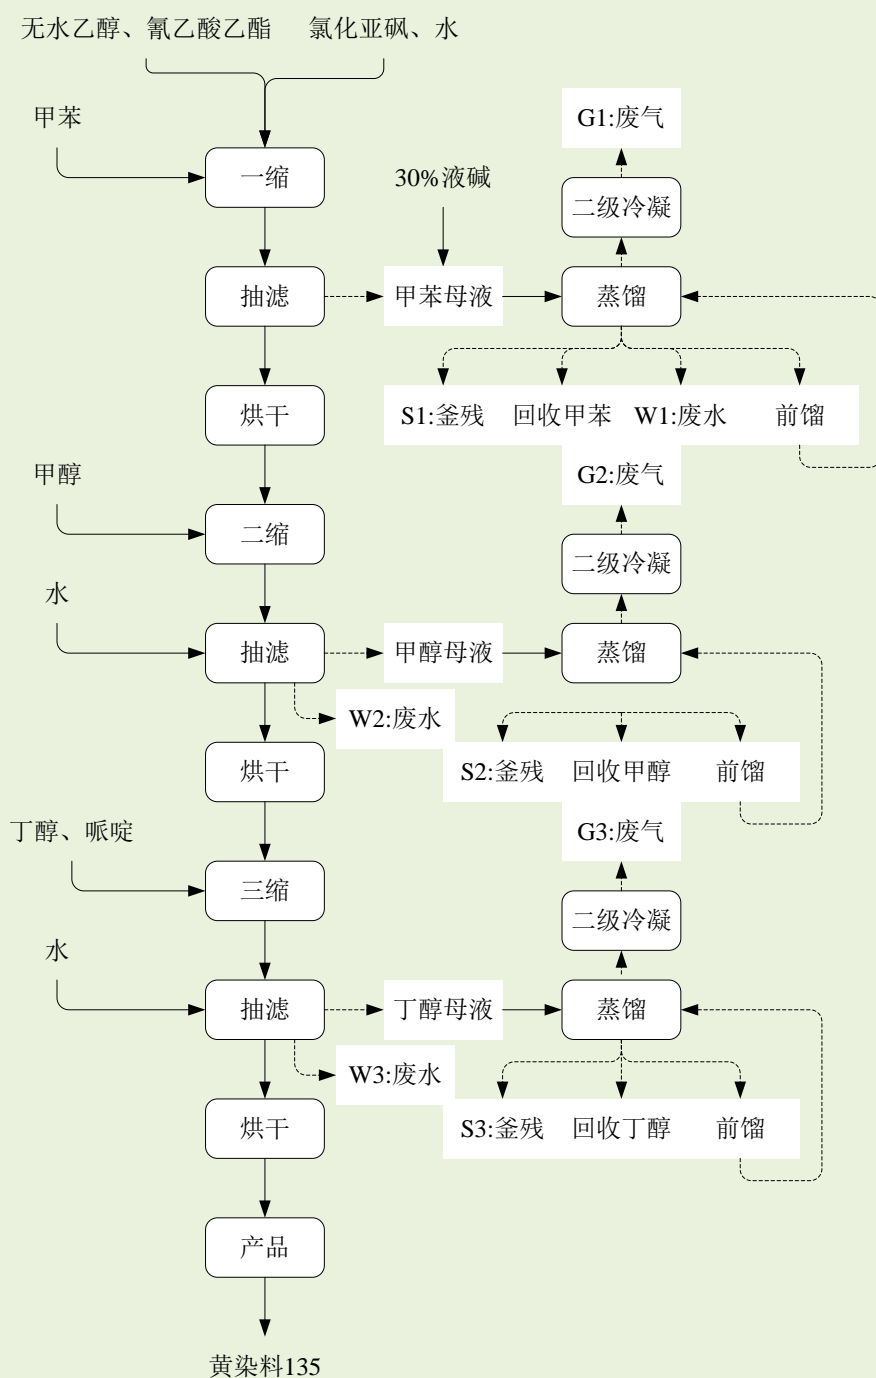 无水乙醇、氰乙酸乙酯 氯化亚砜、水
G1:废气
甲苯
一缩
30%液碱
二级冷凝
抽滤
甲苯母液
蒸馏
烘干
S1:釜残 回收甲苯 W1:废水 前馏
甲醇
G2:废气
二缩
二级冷凝
水
抽滤
甲醇母液
蒸馏
W2:废水
烘干
S2:釜残 回收甲醇 前馏
丁醇、哌啶
G3:废气
三缩
二级冷凝
水
抽滤
丁醇母液
蒸馏
W3:废水
烘干
S3:釜残 回收丁醇 前馏
产品
黄染料135